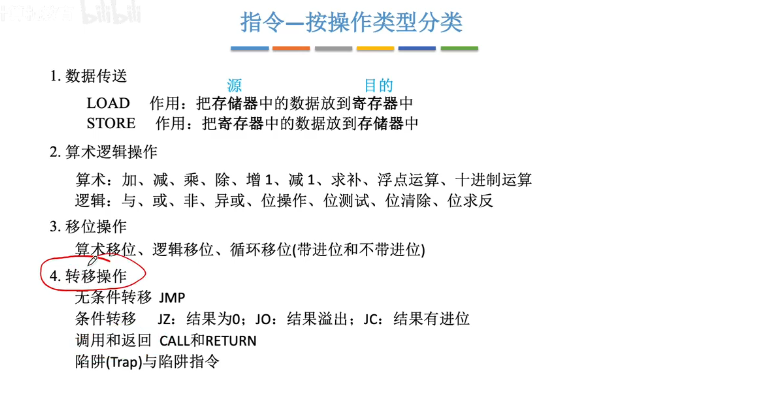 bilibili
指令—按操作类型分类
1. 数据传送
源 目的
LOAD 作用：把存储器中的数据放到寄存器中
STORE 作用：把寄存器中的数据放到存储器中
2. 算术逻辑操作
算术：加、减、乘、除、增 1、减 1、求补、浮点运算、十进制运算
逻辑：与、或、非、异或、位操作、位测试、位清除、位求反
3. 移位操作
算术移位、逻辑移位、循环移位(带进位和不带进位)
4. 转移操作
无条件转移 JMP
条件转移 JZ：结果为0；JO：结果溢出；JC：结果有进位
调用和返回 CALL和RETURN
陷阱(Trap)与陷阱指令